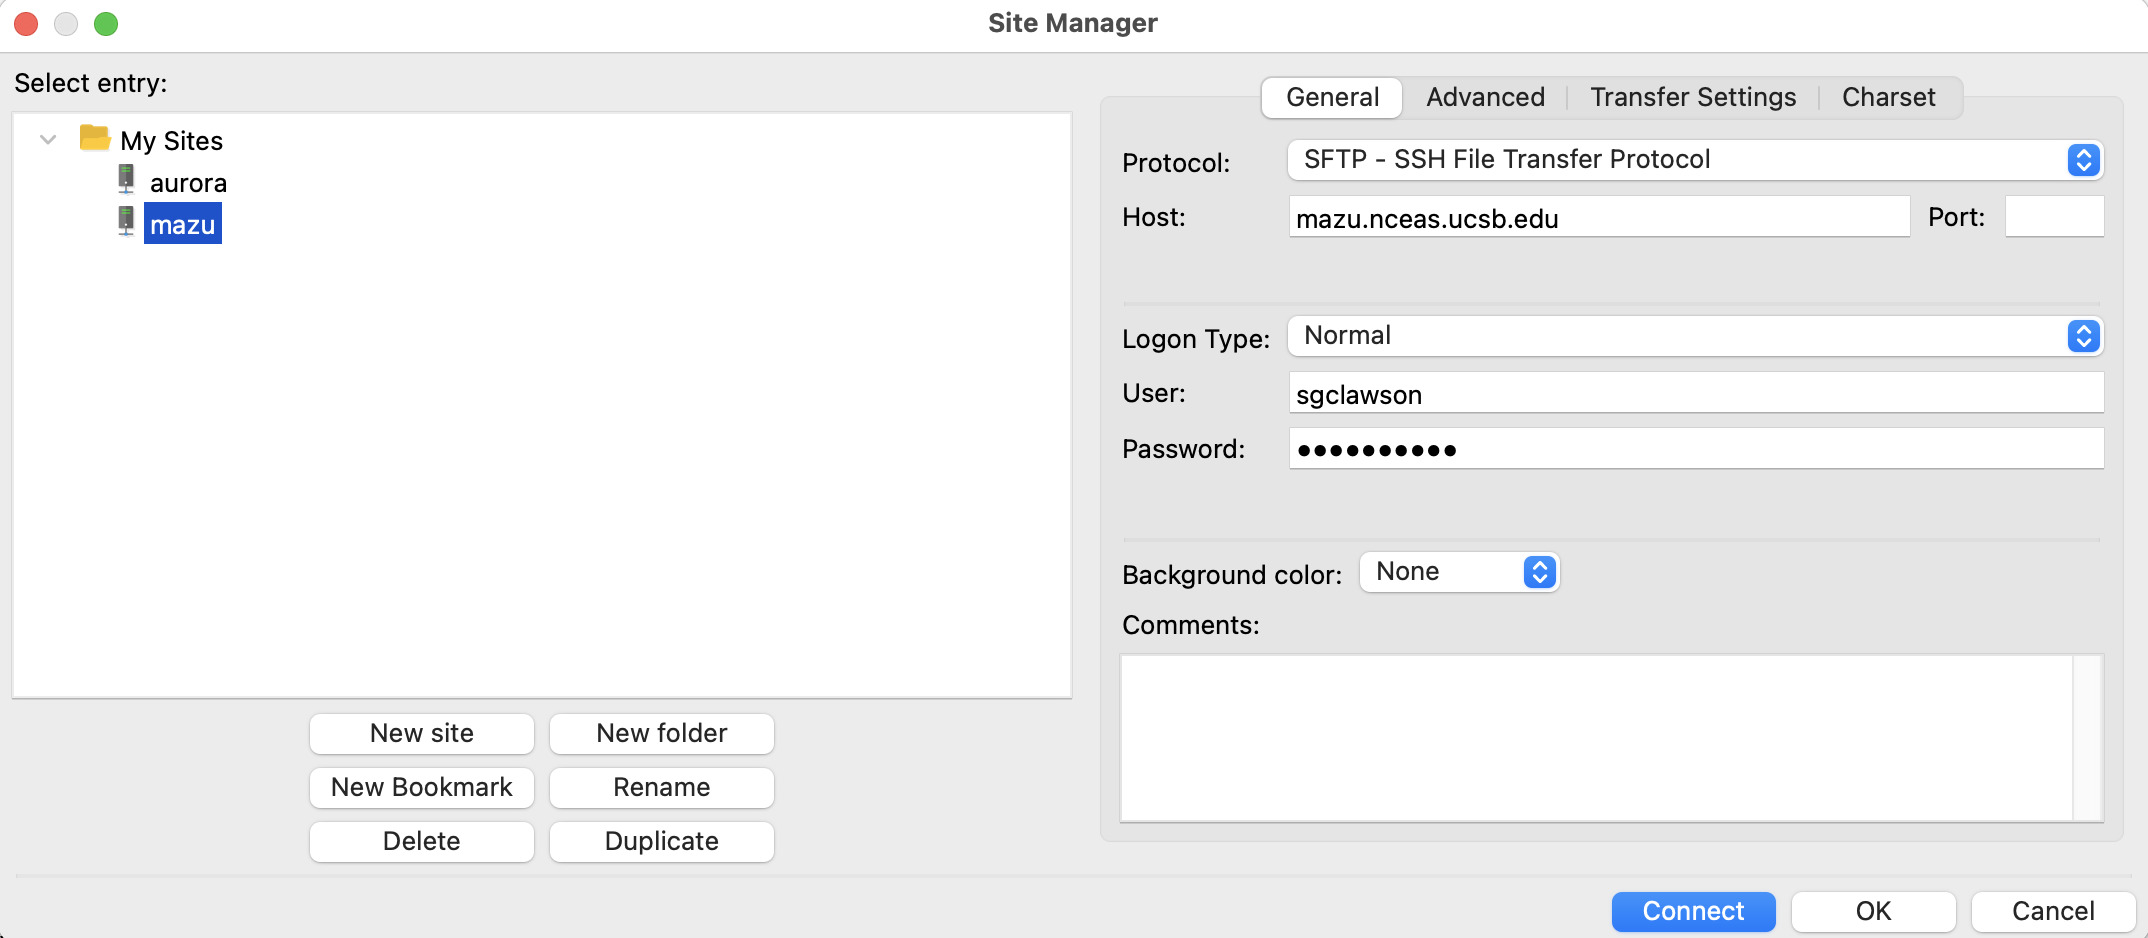 Site Manager
Select entry:
My Sites
aurora
mazu
New site
New folder
New Bookmark
Rename
Delete
Duplicate
General
Advanced
Transfer Settings
Charset
Protocol:
SFTP - SSH File Transfer Protocol
Host:
mazu.nceas.ucsb.edu
Port:
Logon Type:
Normal
User:
sgclawson
Password:
••••••••••
Background color:
None
Comments:
Connect
OK
Cancel